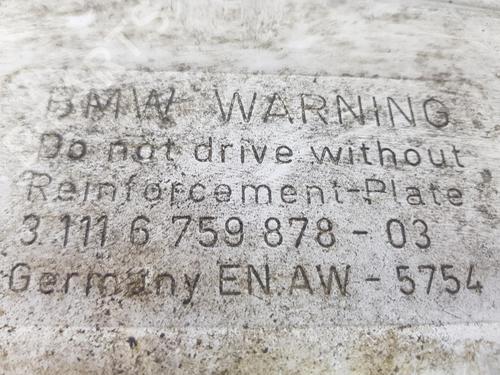 BMW WARNING
Do not drive without
Reinforcement-Plate
3.111 6 759 878 - 03
Germany EN AW - 5754